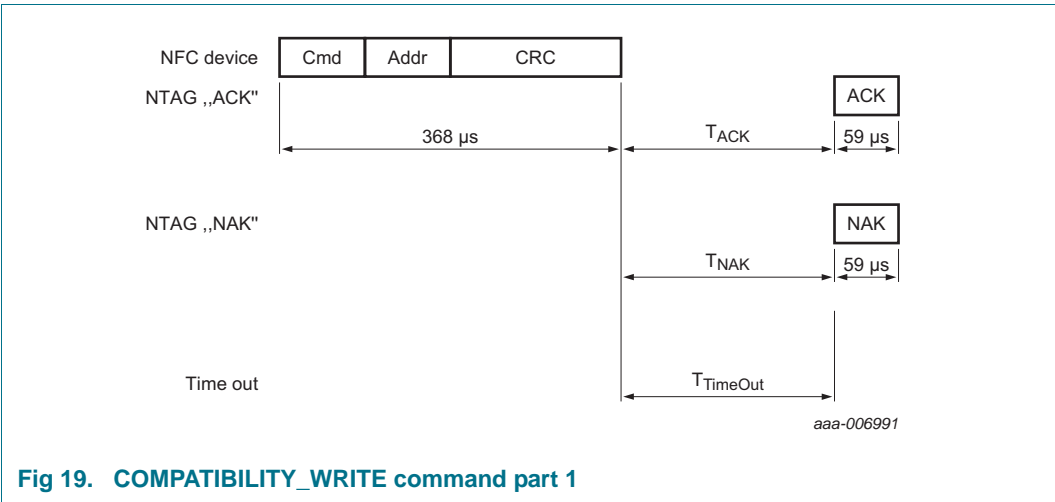 NFC device Cmd Addr CRC
NTAG ,,ACK" ACK
368 µs TACK 59 µs
NTAG ,,NAK" NAK
TNAK 59 µs
Time out TTimeOut
aaa-006991
Fig 19. COMPATIBILITY_WRITE command part 1